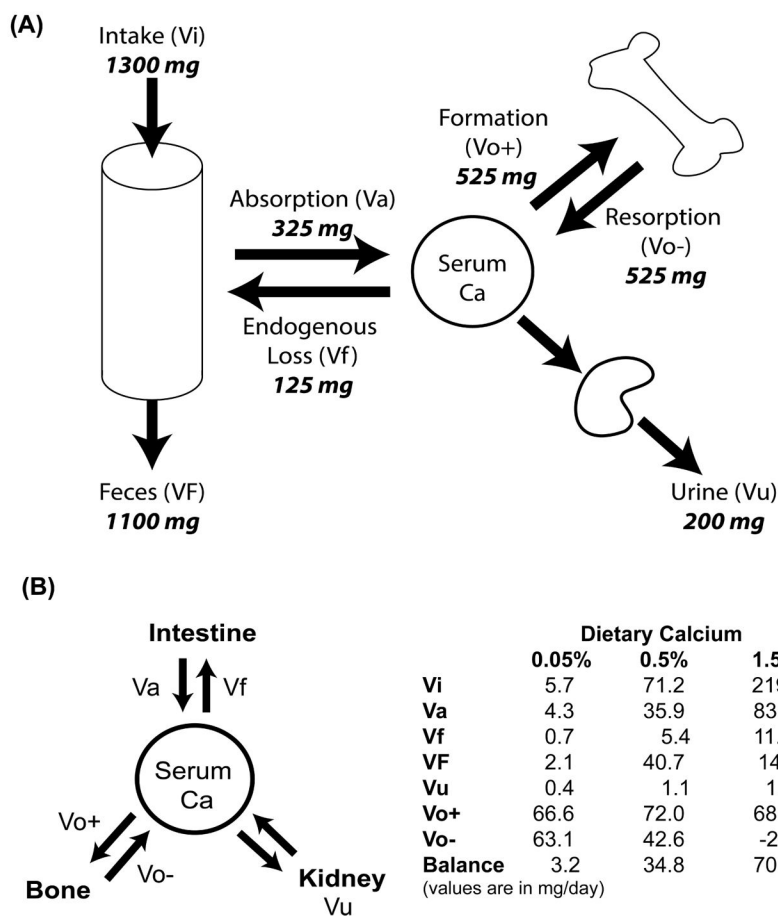 (A)
Intake (Vi)
1300 mg
Formation
(Vo+)
525 mg
Absorption (Va)
325 mg
Resorption
(Vo-)
525 mg
Serum
Ca
Endogenous
Loss (Vf)
125 mg
Feces (VF)
1100 mg
Urine (Vu)
200 mg
(B)
Intestine
Va Vf
Serum
Ca
Vo+
Vo-
Bone
Kidney
Vu
Dietary Calcium
0.05% 0.5%
Vi 5.7 71.2
Va 4.3 35.9
Vf 0.7 5.4
VF 2.1 40.7
Vu 0.4 1.1
Vo+ 66.6 72.0
Vo- 63.1 42.6
Balance 3.2 34.8
(values are in mg/day)